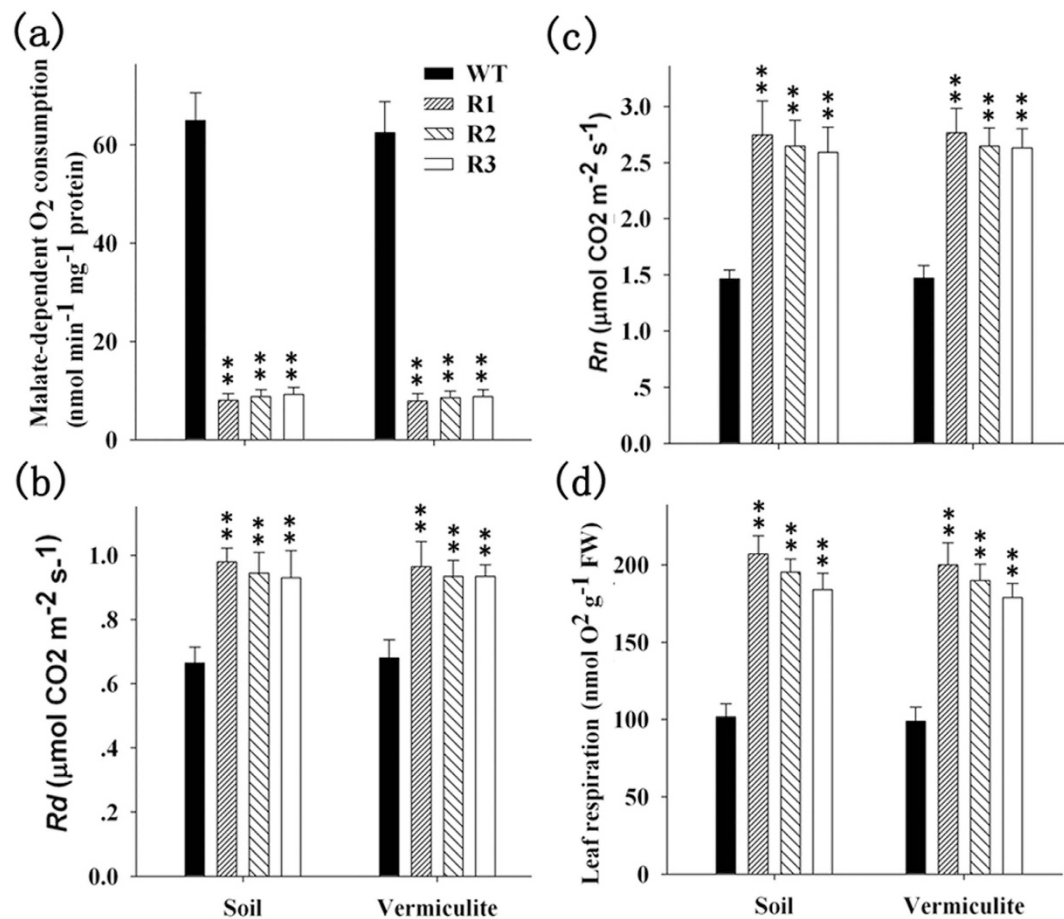 (a)
Malate-dependent O2 consumption
(nmol min-1 mg-1 protein)
60
40
20
0
WT
R1
R2
R3
** ** ** ** ** **
(b)
Rd (μmol CO2 m-2 s-1)
1.0
.8
.6
.4
.2
0.0
** ** ** ** ** **
Soil Vermiculite
(c)
Rn (μmol CO2 m-2 s-1)
3.0
2.5
2.0
1.5
1.0
.5
0.0
** ** ** ** ** **
(d)
Leaf respiration (nmol O2 g-1 FW)
200
150
100
50
0
** ** ** ** ** **
Soil Vermiculite